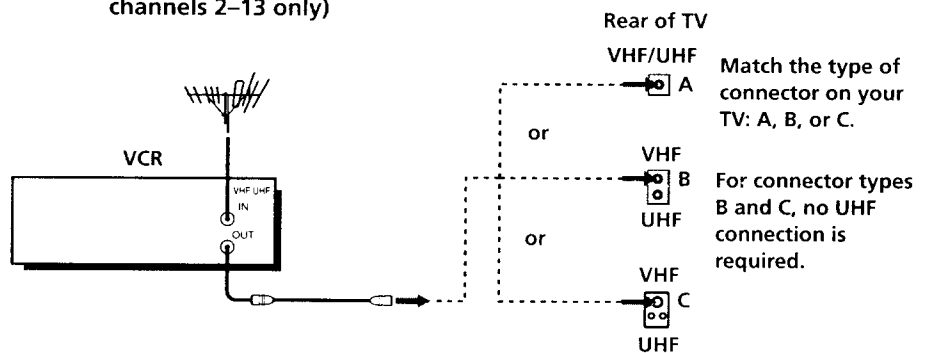 channels 2–13 only)
Rear of TV
VHF/UHF
A
Match the type of
connector on your
TV: A, B, or C.
or
VCR
VHF
B
For connector types
B and C, no UHF
connection is
required.
VHF UHF
IN
UHF
OUT
or
VHF
C
UHF